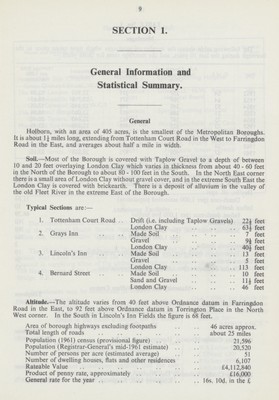 9
SECTION 1.
General Information and
Statistical Summary.
General
Holborn, with an area of 405 acres, is the smallest of the Metropolitan Boroughs.
It is about 1¼ miles long, extending from Tottenham Court Road in the West to Farringdon
Road in the East, and averages about half a mile in width.
Soil.—Most of the Borough is covered with Taplow Gravel to a depth of between
10 and 20 feet overlaying London Clay which varies in thickness from about 40 - 60 feet
in the North of the Borough to about 80 - 100 feet in the South. In the North East corner
there is a small area of London Clay without gravel cover, and in the extreme South East the
London Clay is covered with brickearth. There is a deposit of alluvium in the valley of
the old Fleet River in the extreme East of the Borough.
Typical Sections are:—
1. Tottenham Court Road .. Drift (i.e. including Taplow Gravels) 22½ feet
London Clay .. .. .. 63½ feet
2. Grays Inn .. .. .. Made Soil .. .. .. 7 feet
Gravel .. .. .. 9½ feet
London Clay .. .. .. 40½ feet
3. Lincoln's Inn .. .. .. Made Soil .. .. .. 13 feet
Gravel .. .. .. 5 feet
London Clay .. .. .. 113 feet
4. Bernard Street .. .. .. Made Soil .. .. .. 10 feet
Sand and Gravel .. .. .. 11½ feet
London Clay .. .. .. 46 feet
Altitude.—The altitude varies from 40 feet above Ordnance datum in Farringdon
Road in the East, to 92 feet above Ordnance datum in Torrington Place in the North
West corner. In the South in Lincoln's Inn Fields the figure is 68 feet.
Area of borough highways excluding footpaths .. .. 46 acres approx.
Total length of roads .. .. .. about 25 miles
Population (1961) census (provisional figure) .. .. 21,596
Population (Registrar-General's mid-1961 estimate) .. .. 20,520
Number of persons per acre (estimated average) .. .. 51
Number of dwelling houses, flats and other residences .. .. 6,107
Rateable Value .. .. .. £4,112,840
Product of penny rate, approximately .. .. .. £16,000
General rate for the year .. .. .. 16s. 10d. in the £